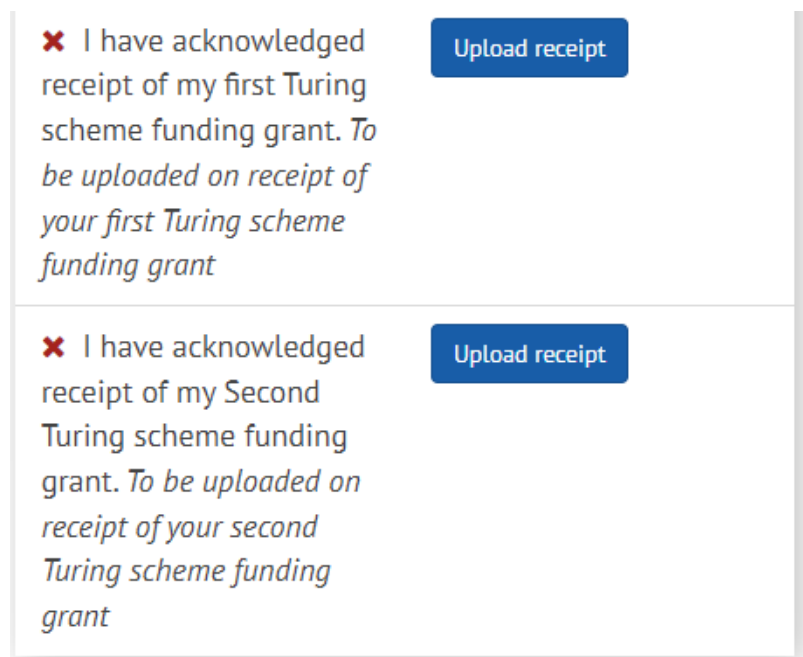 ✖ I have acknowledged
Upload receipt
receipt of my first Turing
scheme funding grant. To
be uploaded on receipt of
your first Turing scheme
funding grant
✖ I have acknowledged
Upload receipt
receipt of my Second
Turing scheme funding
grant. To be uploaded on
receipt of your second
Turing scheme funding
grant